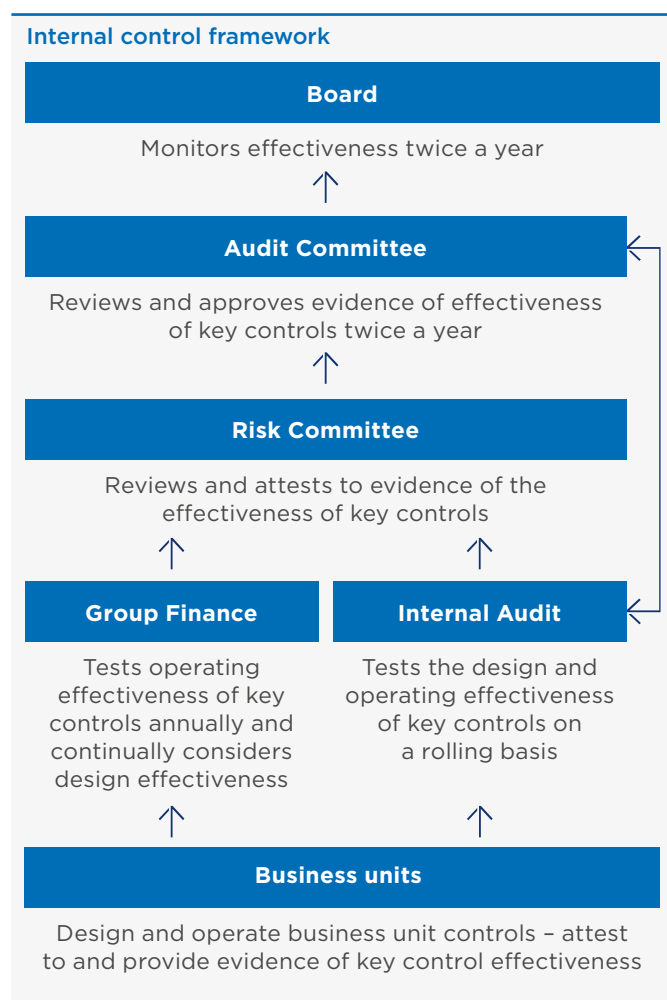 Internal control framework
Board
Monitors effectiveness twice a year
Audit Committee
Reviews and approves evidence of effectiveness
of key controls twice a year
Risk Committee
Reviews and attests to evidence of the
effectiveness of key controls
Group Finance
Tests operating
effectiveness of key
controls annually and
continually considers
design effectiveness
Internal Audit
Tests the design and
operating effectiveness
of key controls on
a rolling basis
Business units
Design and operate business unit controls – attest
to and provide evidence of key control effectiveness